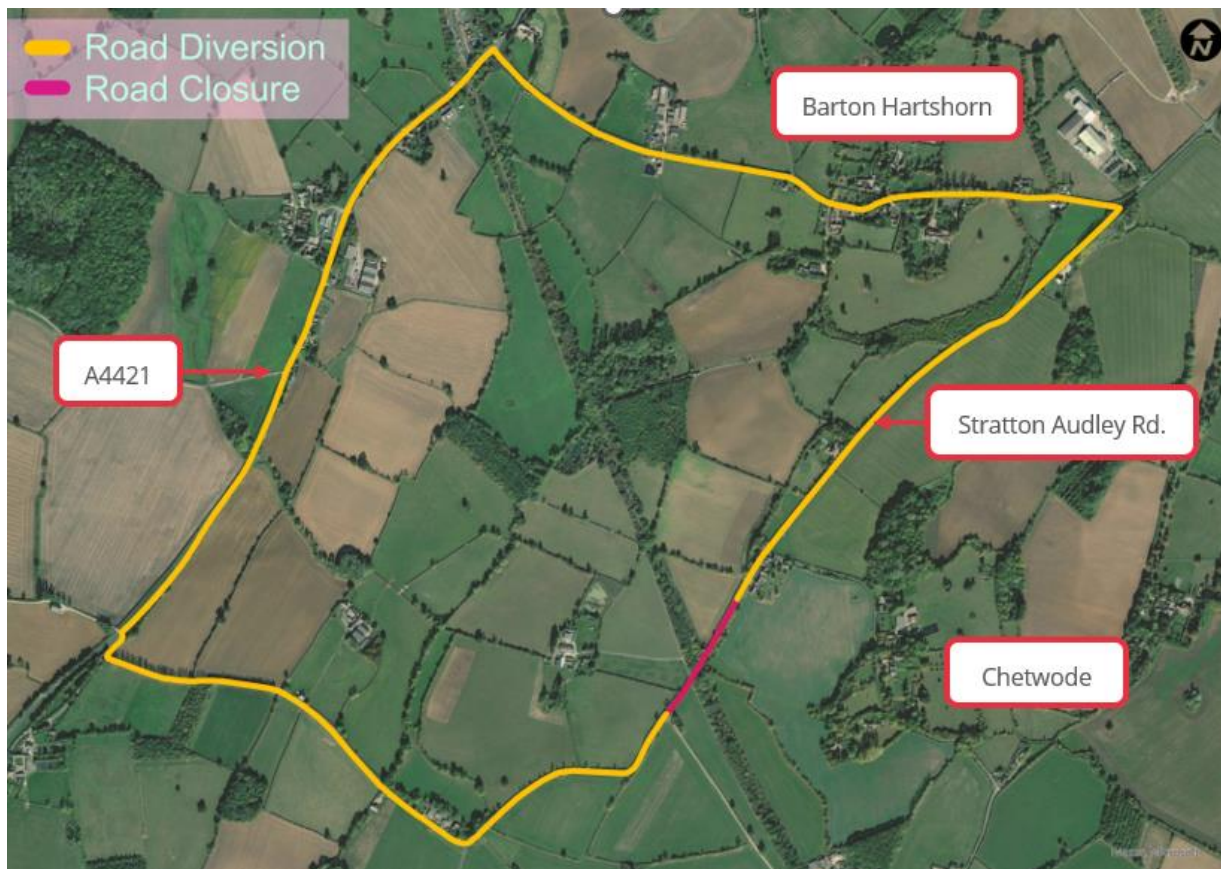 Road Diversion
Road Closure
N
Barton Hartshorn
A4421
Stratton Audley Rd.
Chetwode